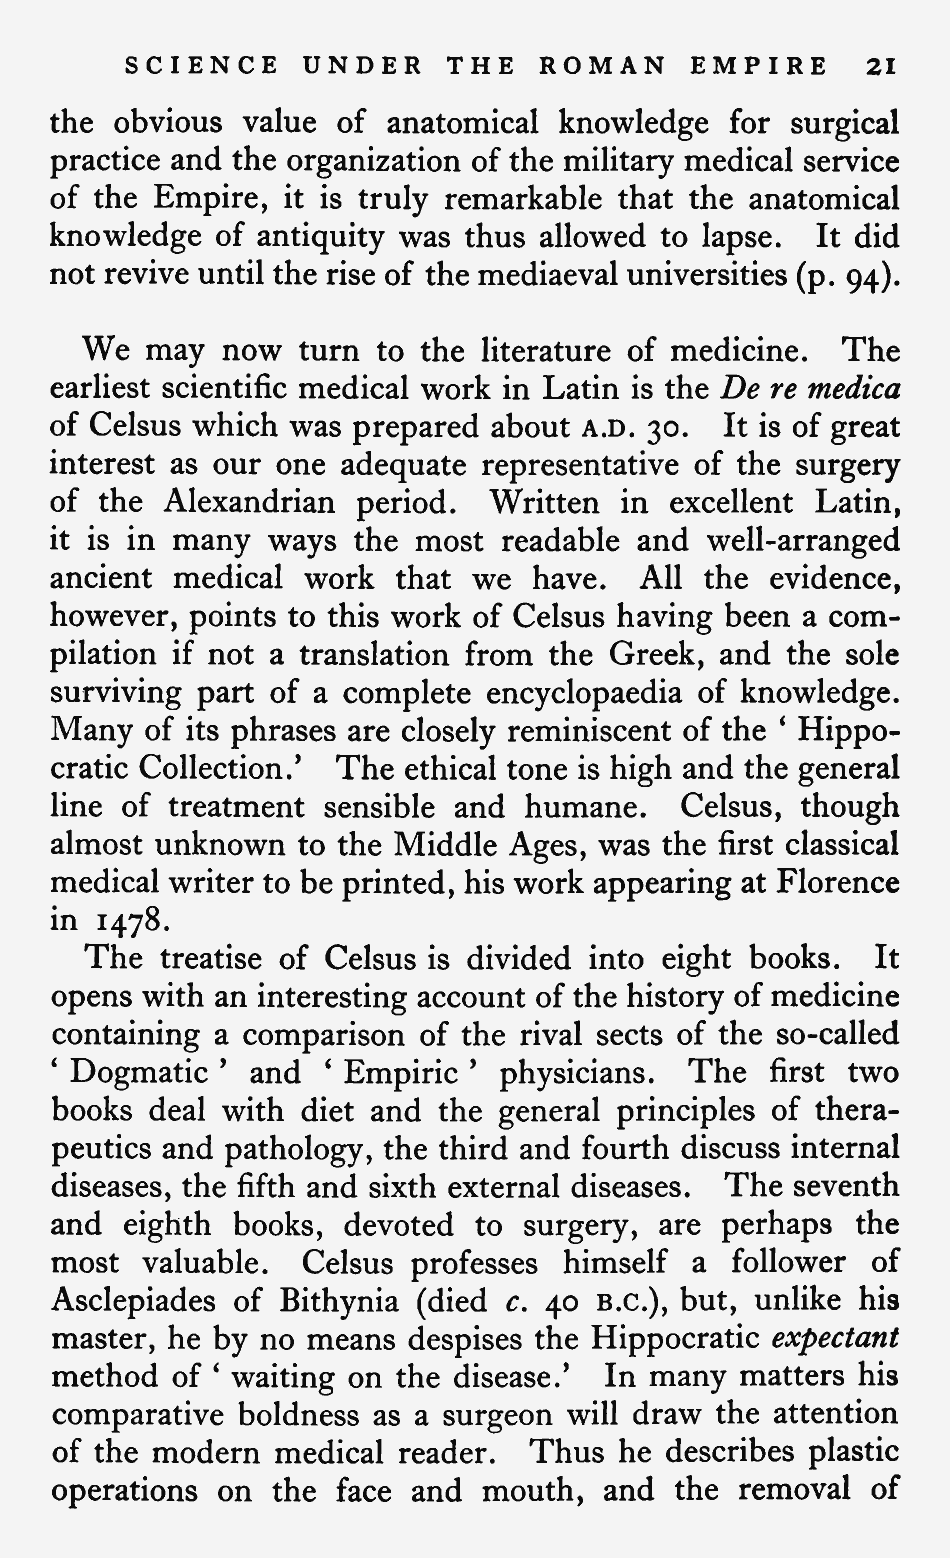 SCIENCE UNDER THE ROMAN EMPIRE 21
the obvious value of anatomical knowledge for surgical
practice and the organization of the military medical service
of the Empire, it is truly remarkable that the anatomical
knowledge of antiquity was thus allowed to lapse. It did
not revive until the rise of the mediaeval universities (p. 94).
We may now turn to the literature of medicine. The
earliest scientific medical work in Latin is the De re medica
of Celsus which was prepared about A.D. 30. It is of great
interest as our one adequate representative of the surgery
of the Alexandrian period. Written in excellent Latin,
it is in many ways the most readable and well-arranged
ancient medical work that we have. All the evidence,
however, points to this work of Celsus having been a com-
pilation if not a translation from the Greek, and the sole
surviving part of a complete encyclopaedia of knowledge.
Many of its phrases are closely reminiscent of the ‘ Hippo-
cratic Collection.’ The ethical tone is high and the general
line of treatment sensible and humane. Celsus, though
almost unknown to the Middle Ages, was the first classical
medical writer to be printed, his work appearing at Florence
in 1478.
The treatise of Celsus is divided into eight books. It
opens with an interesting account of the history of medicine
containing a comparison of the rival sects of the so-called
‘ Dogmatic ’ and ‘ Empiric ’ physicians. The first two
books deal with diet and the general principles of thera-
peutics and pathology, the third and fourth discuss internal
diseases, the fifth and sixth external diseases. The seventh
and eighth books, devoted to surgery, are perhaps the
most valuable. Celsus professes himself a follower of
Asclepiades of Bithynia (died c. 40 B.C.), but, unlike his
master, he by no means despises the Hippocratic expectant
method of ‘ waiting on the disease.’ In many matters his
comparative boldness as a surgeon will draw the attention
of the modern medical reader. Thus he describes plastic
operations on the face and mouth, and the removal of